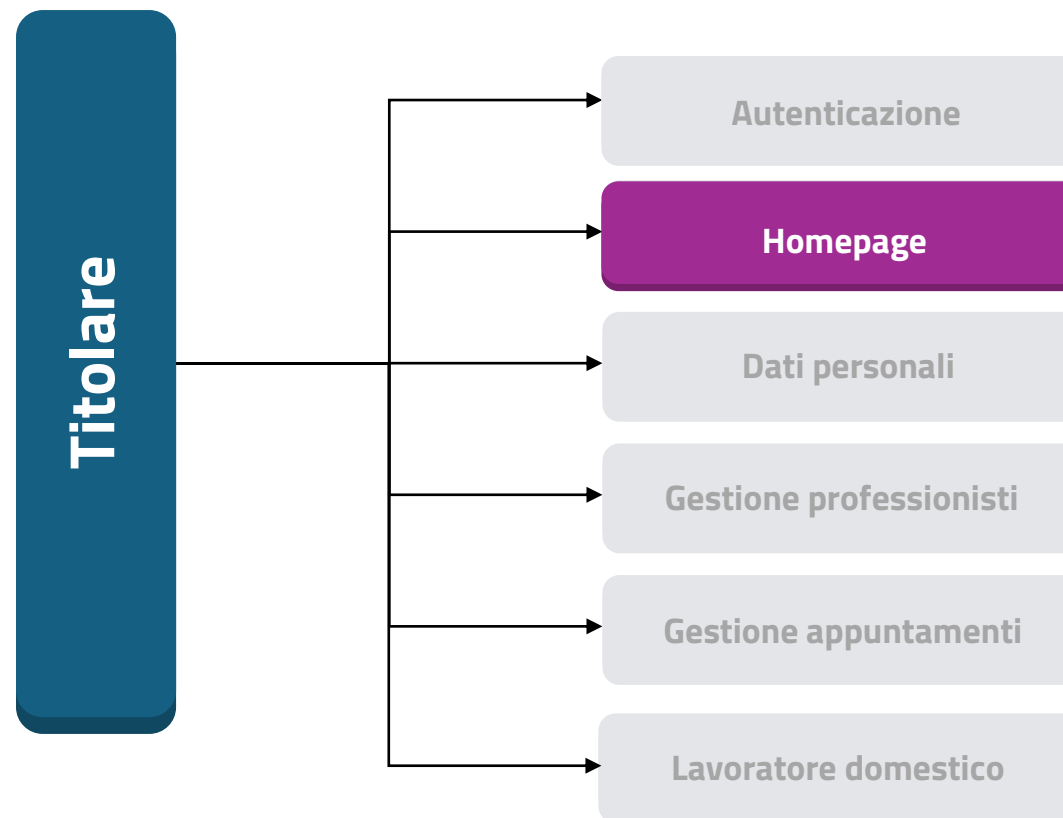 Titolare
Autenticazione
Homepage
Dati personali
Gestione professionisti
Gestione appuntamenti
Lavoratore domestico